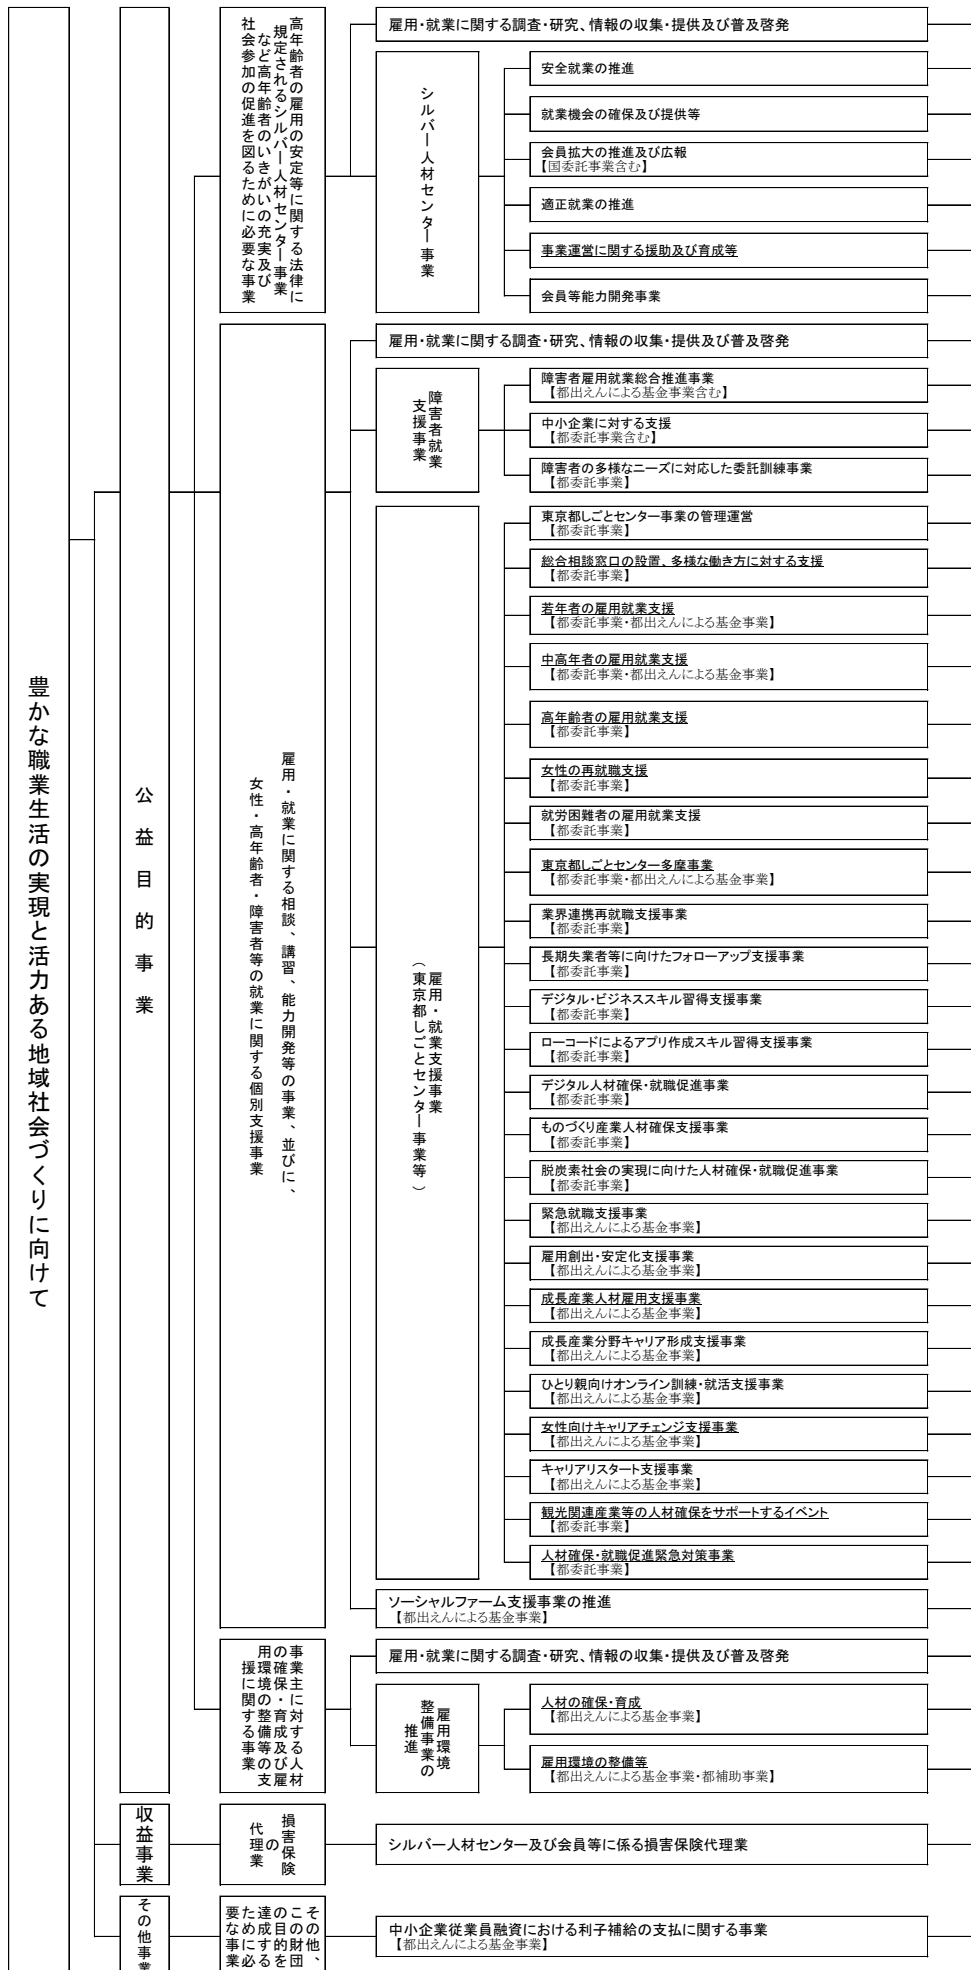 豊かな職業生活の実現と活力ある地域社会づくりに向けて
公益目的事業
高年齢者の雇用の安定等に関する法律に
規定されるシルバー人材センター事業
など高年齢者のいきがいの充実及び
社会参加の促進を図るために必要な事業
雇用・就業に関する調査・研究、情報の収集・提供及び普及啓発
シルバー人材センター事業
安全就業の推進
就業機会の確保及び提供等
会員拡大の推進及び広報
【国委託事業含む】
適正就業の推進
事業運営に関する援助及び育成等
会員等能力開発事業
雇用・就業に関する相談、講習、能力開発等の事業、並びに、
女性・高年齢者・障害者等の就業に関する個別支援事業
雇用・就業に関する調査・研究、情報の収集・提供及び普及啓発
障害者就業
支援事業
障害者雇用就業総合推進事業
【都出えんによる基金事業含む】
中小企業に対する支援
【都委託事業含む】
障害者の多様なニーズに対応した委託訓練事業
【都委託事業】
雇用・就業支援事業
（東京都しごとセンター事業等）
東京都しごとセンター事業の管理運営
【都委託事業】
総合相談窓口の設置、多様な働き方に対する支援
【都委託事業】
若年者の雇用就業支援
【都委託事業・都出えんによる基金事業】
中高年者の雇用就業支援
【都委託事業・都出えんによる基金事業】
高年齢者の雇用就業支援
【都委託事業】
女性の再就職支援
【都委託事業】
就労困難者の雇用就業支援
【都委託事業】
東京都しごとセンター多摩事業
【都委託事業・都出えんによる基金事業】
業界連携再就職支援事業
【都委託事業】
長期失業者等に向けたフォローアップ支援事業
【都委託事業】
デジタル・ビジネススキル習得支援事業
【都委託事業】
ローコードによるアプリ作成スキル習得支援事業
【都委託事業】
デジタル人材確保・就職促進事業
【都委託事業】
ものづくり産業人材確保支援事業
【都委託事業】
脱炭素社会の実現に向けた人材確保・就職促進事業
【都委託事業】
緊急就職支援事業
【都出えんによる基金事業】
雇用創出・安定化支援事業
【都出えんによる基金事業】
成長産業人材雇用支援事業
【都出えんによる基金事業】
成長産業分野キャリア形成支援事業
【都出えんによる基金事業】
ひとり親向けオンライン訓練・就活支援事業
【都出えんによる基金事業】
女性向けキャリアチェンジ支援事業
【都出えんによる基金事業】
キャリアリスタート支援事業
【都出えんによる基金事業】
観光関連産業等の人材確保をサポートするイベント
【都委託事業】
人材確保・就職促進緊急対策事業
【都委託事業】
ソーシャルファーム支援事業の推進
【都出えんによる基金事業】
事業主に対する人材
の確保・育成及び雇
用環境の整備等の支
援に関する事業
雇用・就業に関する調査・研究、情報の収集・提供及び普及啓発
雇用環境
整備事業の
推進
人材の確保・育成
【都出えんによる基金事業】
雇用環境の整備等
【都出えんによる基金事業・都補助事業】
収益事業
損害保険
の
代理業
シルバー人材センター及び会員等に係る損害保険代理業
その他事業
その他、
この財団
の目的を
達成する
ために必
要な事業
中小企業従業員融資における利子補給の支払に関する事業
【都出えんによる基金事業】